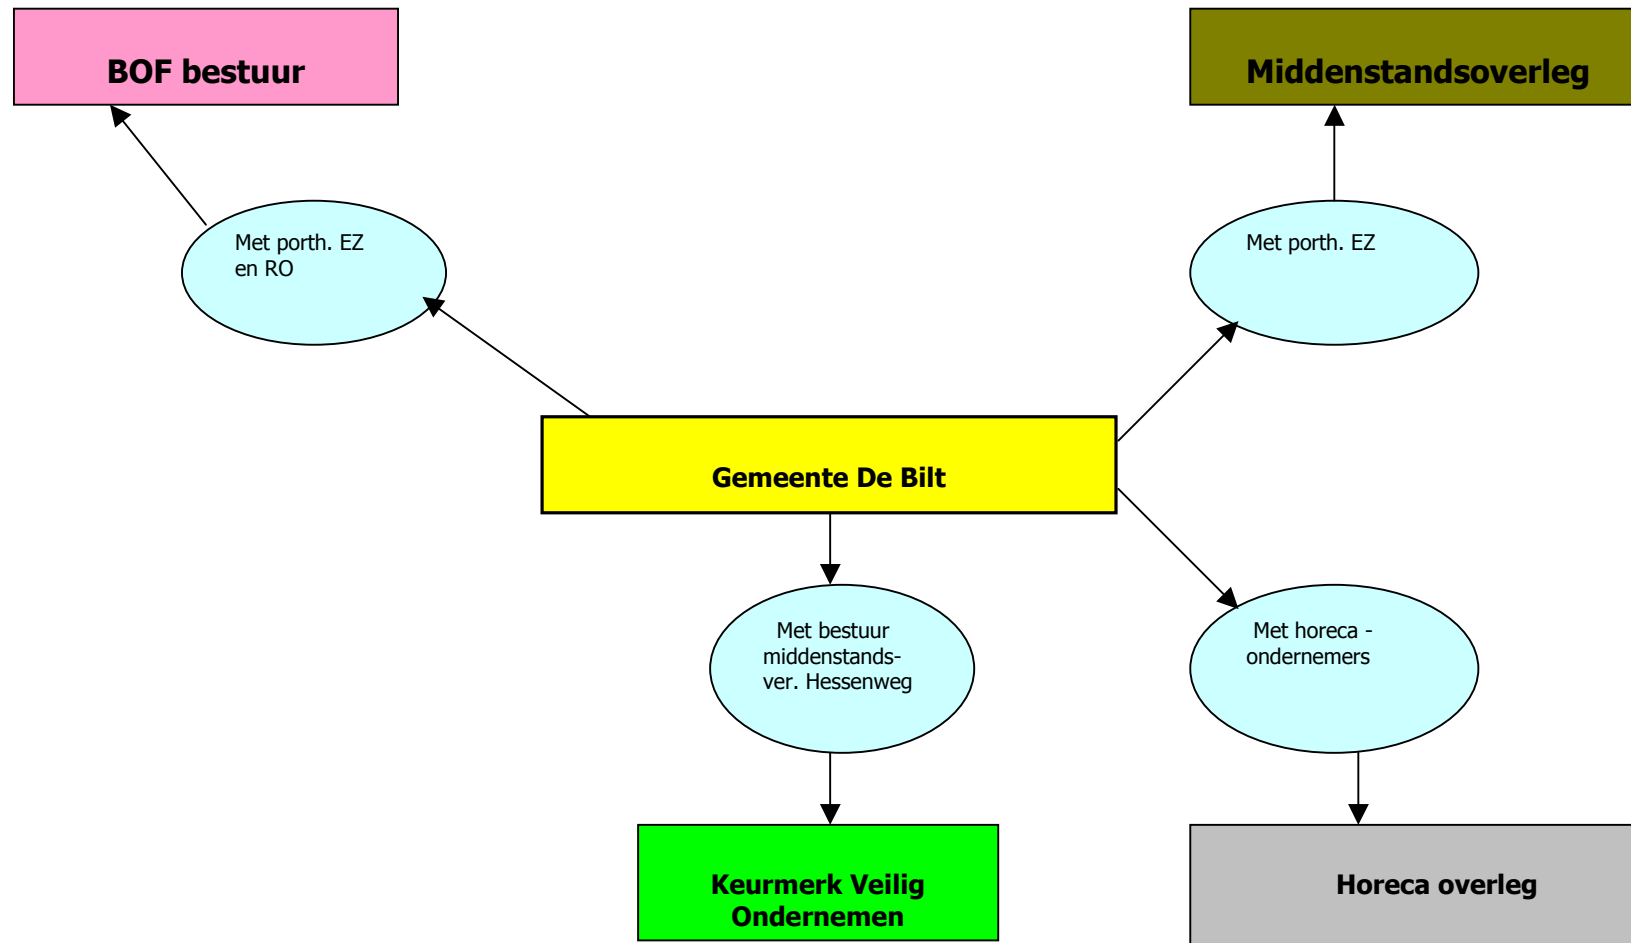 BOF bestuur
Middenstandsoverleg
Met porth. EZ
en RO
Met porth. EZ
Gemeente De Bilt
Met bestuur
middenstands-
ver. Hessenweg
Met horeca -
ondernemers
Keurmerk Veilig
Ondernemen
Horeca overleg